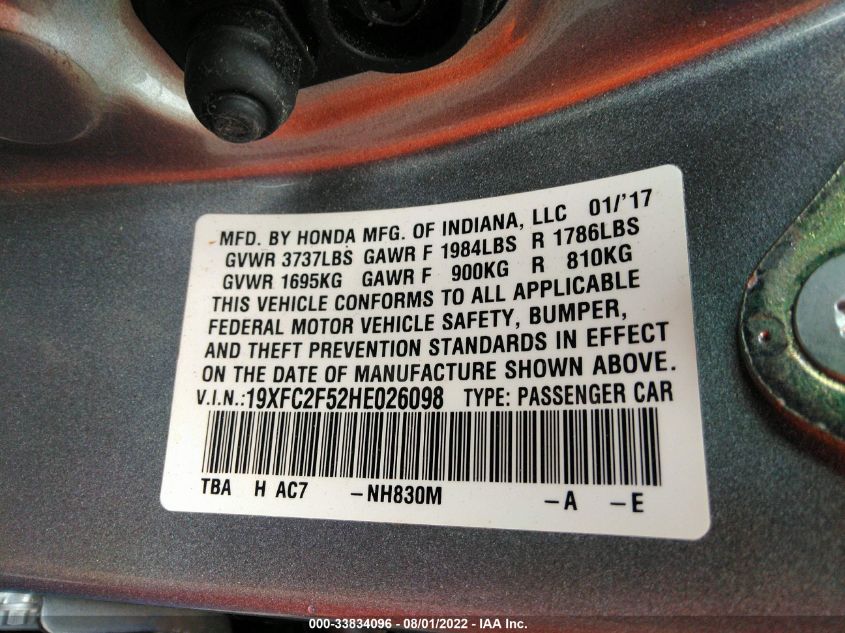 MFD. BY HONDA MFG. OF INDIANA, LLC 01/'17
GVWR 3737LBS GAWR F 1984LBS R 1786LBS
GVWR 1695KG GAWR F 900KG R 810KG
THIS VEHICLE CONFORMS TO ALL APPLICABLE
FEDERAL MOTOR VEHICLE SAFETY, BUMPER,
AND THEFT PREVENTION STANDARDS IN EFFECT
ON THE DATE OF MANUFACTURE SHOWN ABOVE.
V.I.N.:19XFC2F52HE026098 TYPE: PASSENGER CAR
TBA H AC7 -NH830M -A -E
000-33834096 - 08/01/2022 - IAA Inc.